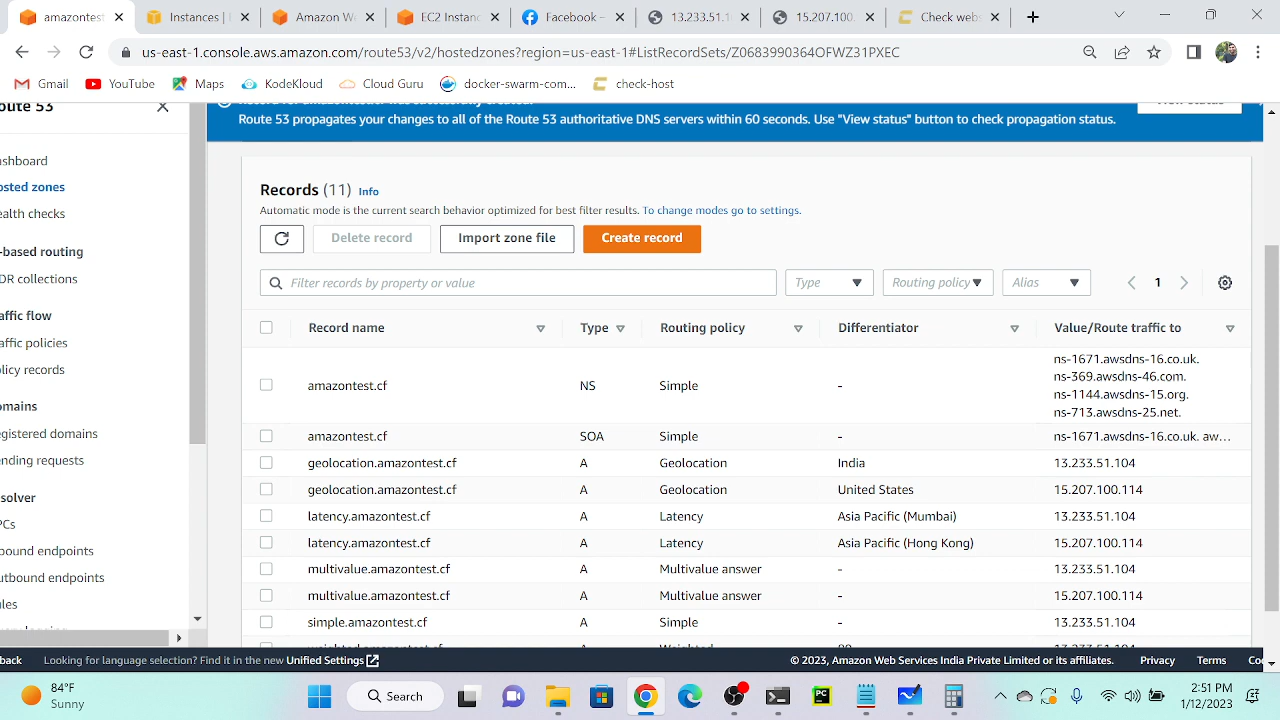 amazontest
Instances |
Amazon W
EC2 Instanc
Facebook –
13.233.51.1
15.207.100.
Check webs
us-east-1.console.aws.amazon.com/route53/v2/hostedzones?region=us-east-1#ListRecordSets/Z0683990364OFWZ31PXEC
Gmail
YouTube
Maps
KodeKloud
Cloud Guru
docker-swarm-com...
check-host
oute 53
Route 53 propagates your changes to all of the Route 53 authoritative DNS servers within 60 seconds. Use "View status" button to check propagation status.
shboard
osted zones
ealth checks
-based routing
DR collections
affic flow
affic policies
licy records
omains
egistered domains
ending requests
solver
PCs
bound endpoints
utbound endpoints
les
Records (11) Info
Automatic mode is the current search behavior optimized for best filter results. To change modes go to settings.
Delete record
Import zone file
Create record
Filter records by property or value
Type
Routing policy
Alias
1
Record name Type Routing policy Differentiator Value/Route traffic to
amazontest.cf NS Simple - ns-1671.awsdns-16.co.uk.
ns-369.awsdns-46.com.
ns-1144.awsdns-15.org.
ns-713.awsdns-25.net.
amazontest.cf SOA Simple - ns-1671.awsdns-16.co.uk. aw...
geolocation.amazontest.cf A Geolocation India 13.233.51.104
geolocation.amazontest.cf A Geolocation United States 15.207.100.114
latency.amazontest.cf A Latency Asia Pacific (Mumbai) 13.233.51.104
latency.amazontest.cf A Latency Asia Pacific (Hong Kong) 15.207.100.114
multivalue.amazontest.cf A Multivalue answer - 13.233.51.104
multivalue.amazontest.cf A Multivalue answer - 15.207.100.114
simple.amazontest.cf A Simple - 13.233.51.104
back
Looking for language selection? Find it in the new Unified Settings
© 2023, Amazon Web Services India Private Limited or its affiliates.
Privacy
Terms
Co
84°F
Sunny
Search
PC
2:51 PM
1/12/2023